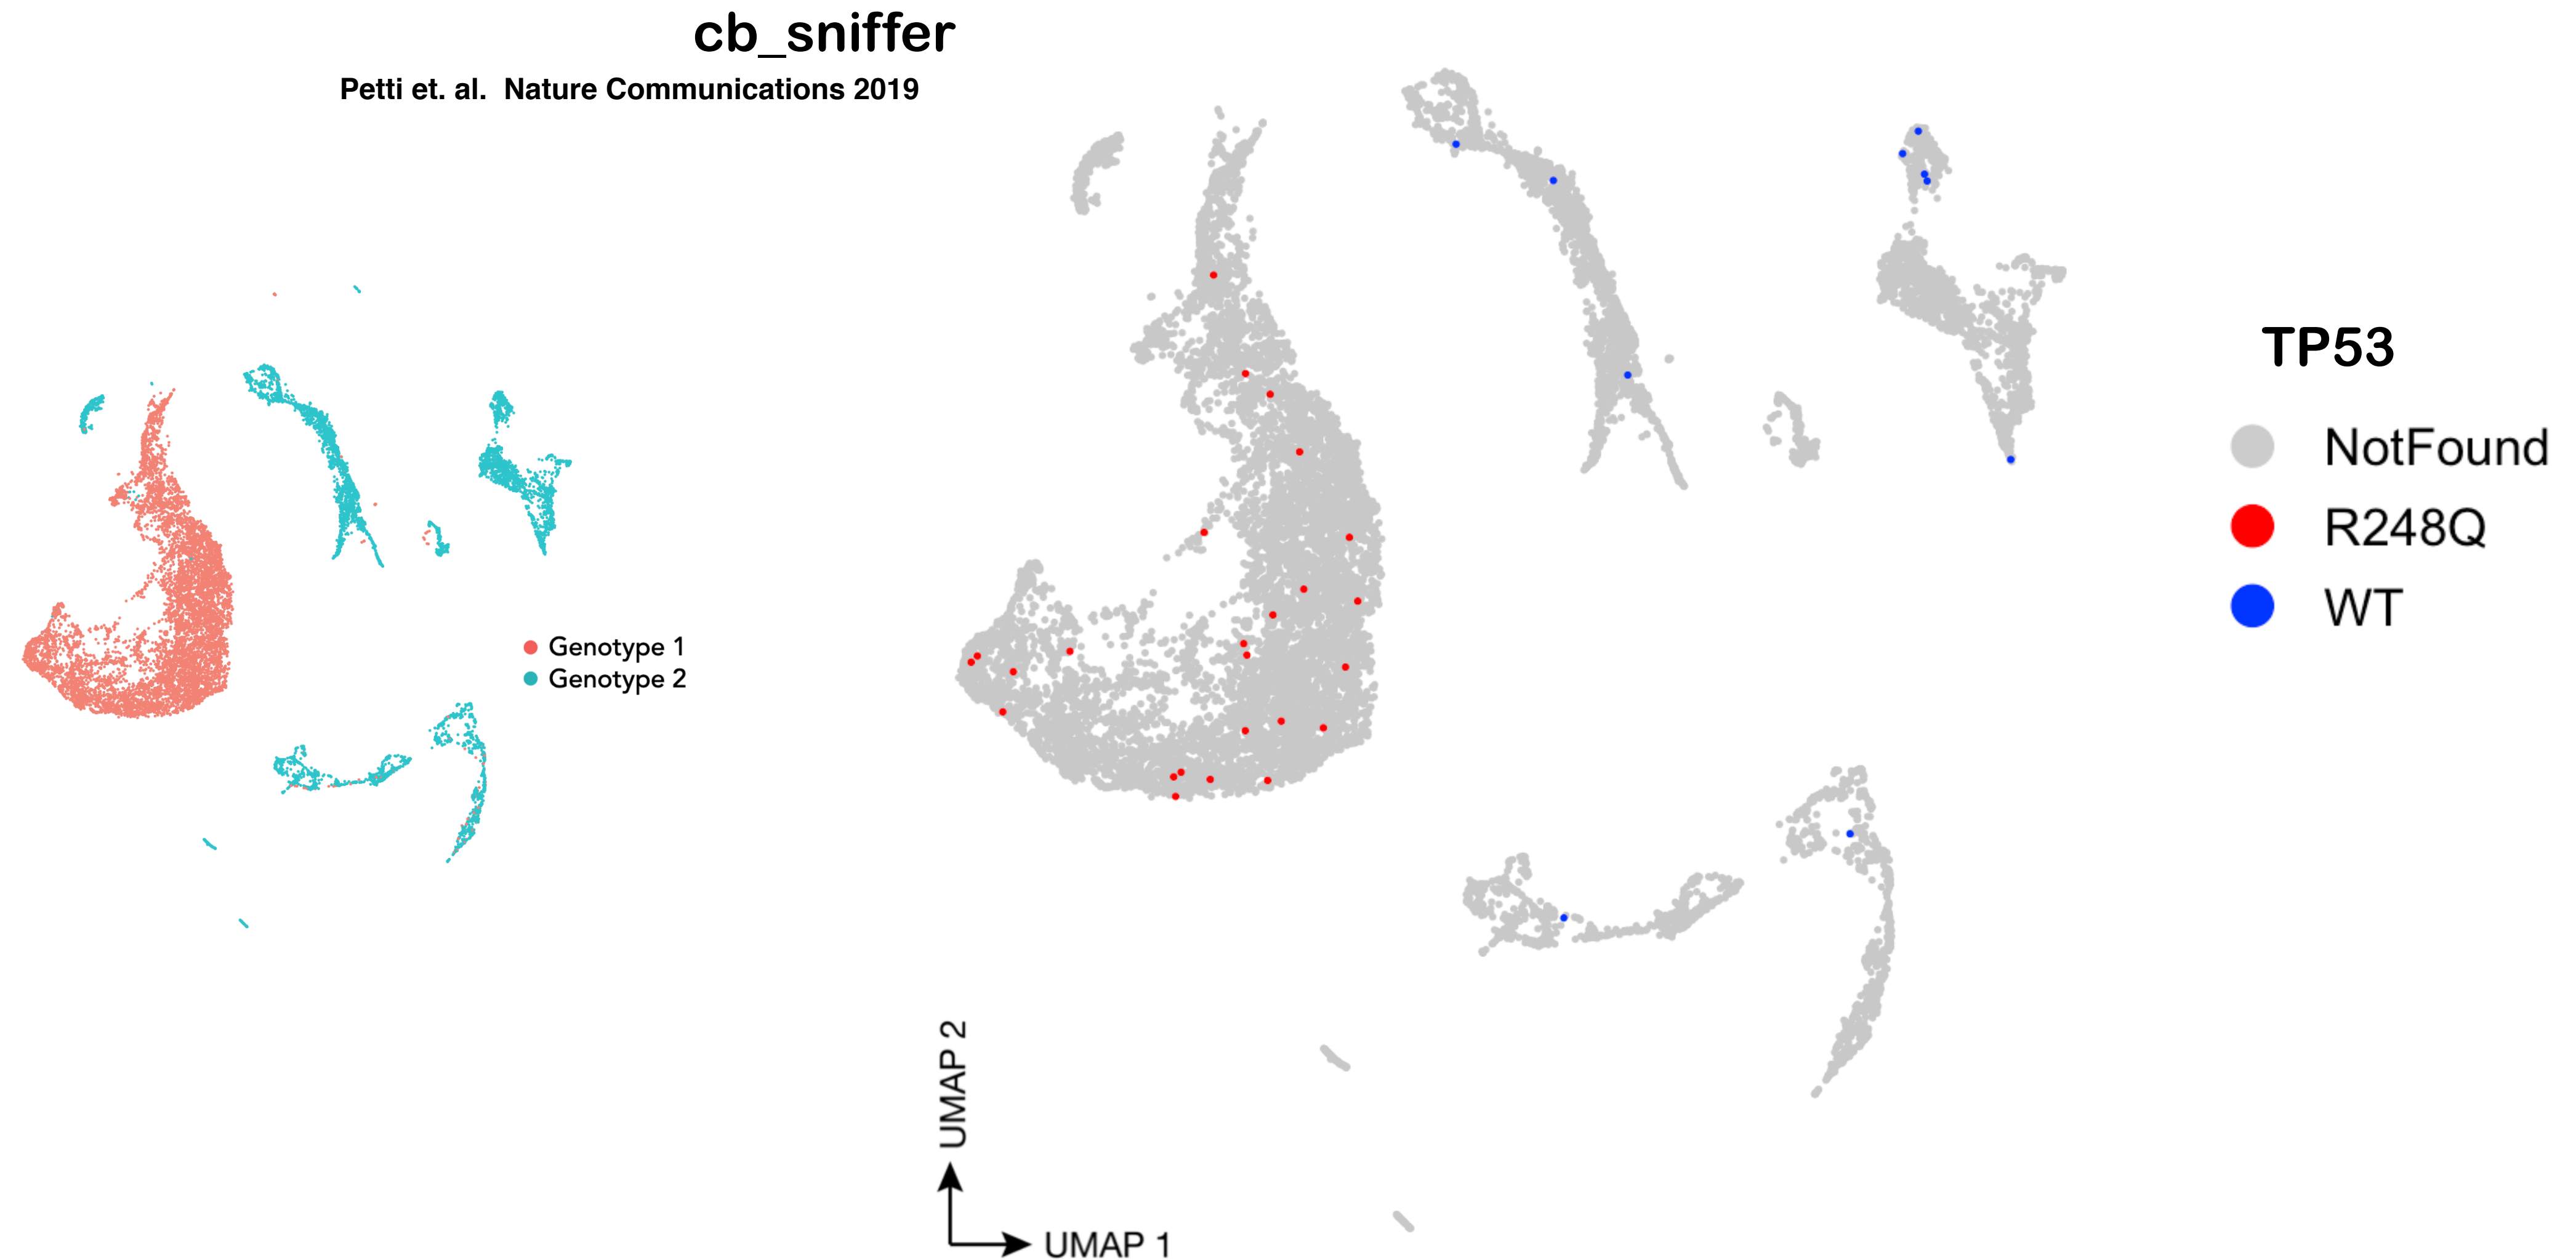 cb_sniffer
Petti et. al. Nature Communications 2019
Genotype 1
Genotype 2
TP53
NotFound
R248Q
WT
UMAP 2
UMAP 1